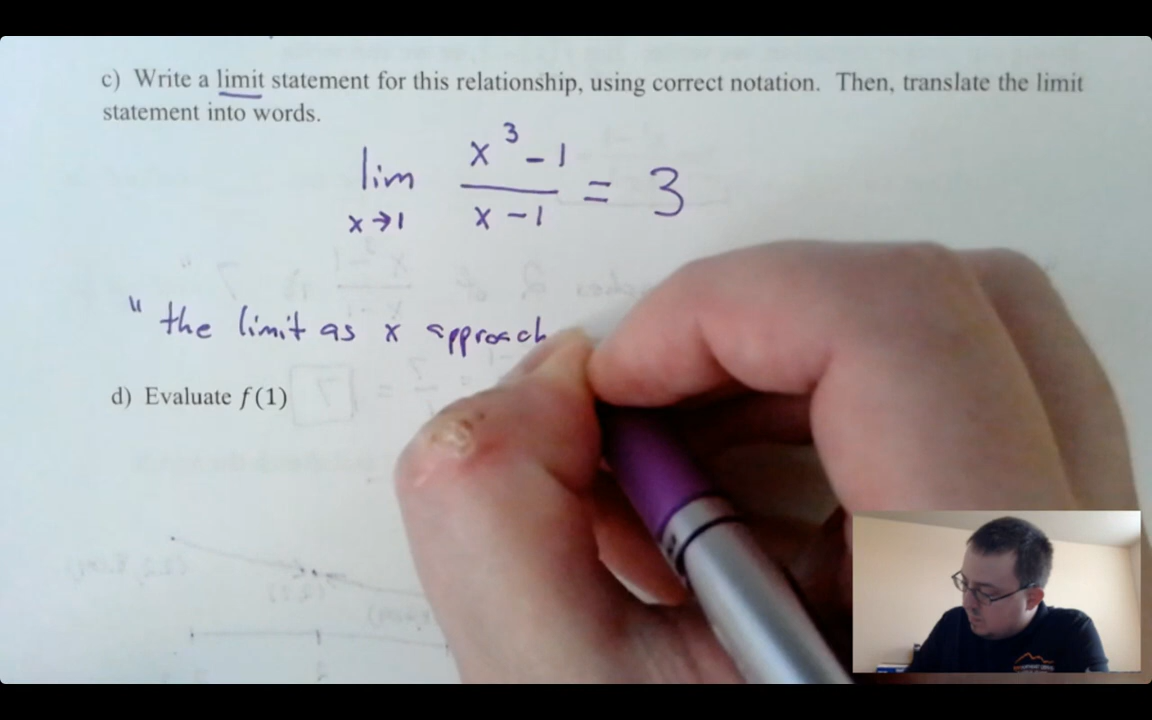 c) Write a limit statement for this relationship, using correct notation. Then, translate the limit
statement into words.
lim x→1 x³ - 1 / x - 1 = 3
" the limit as x approach
d) Evaluate f(1)